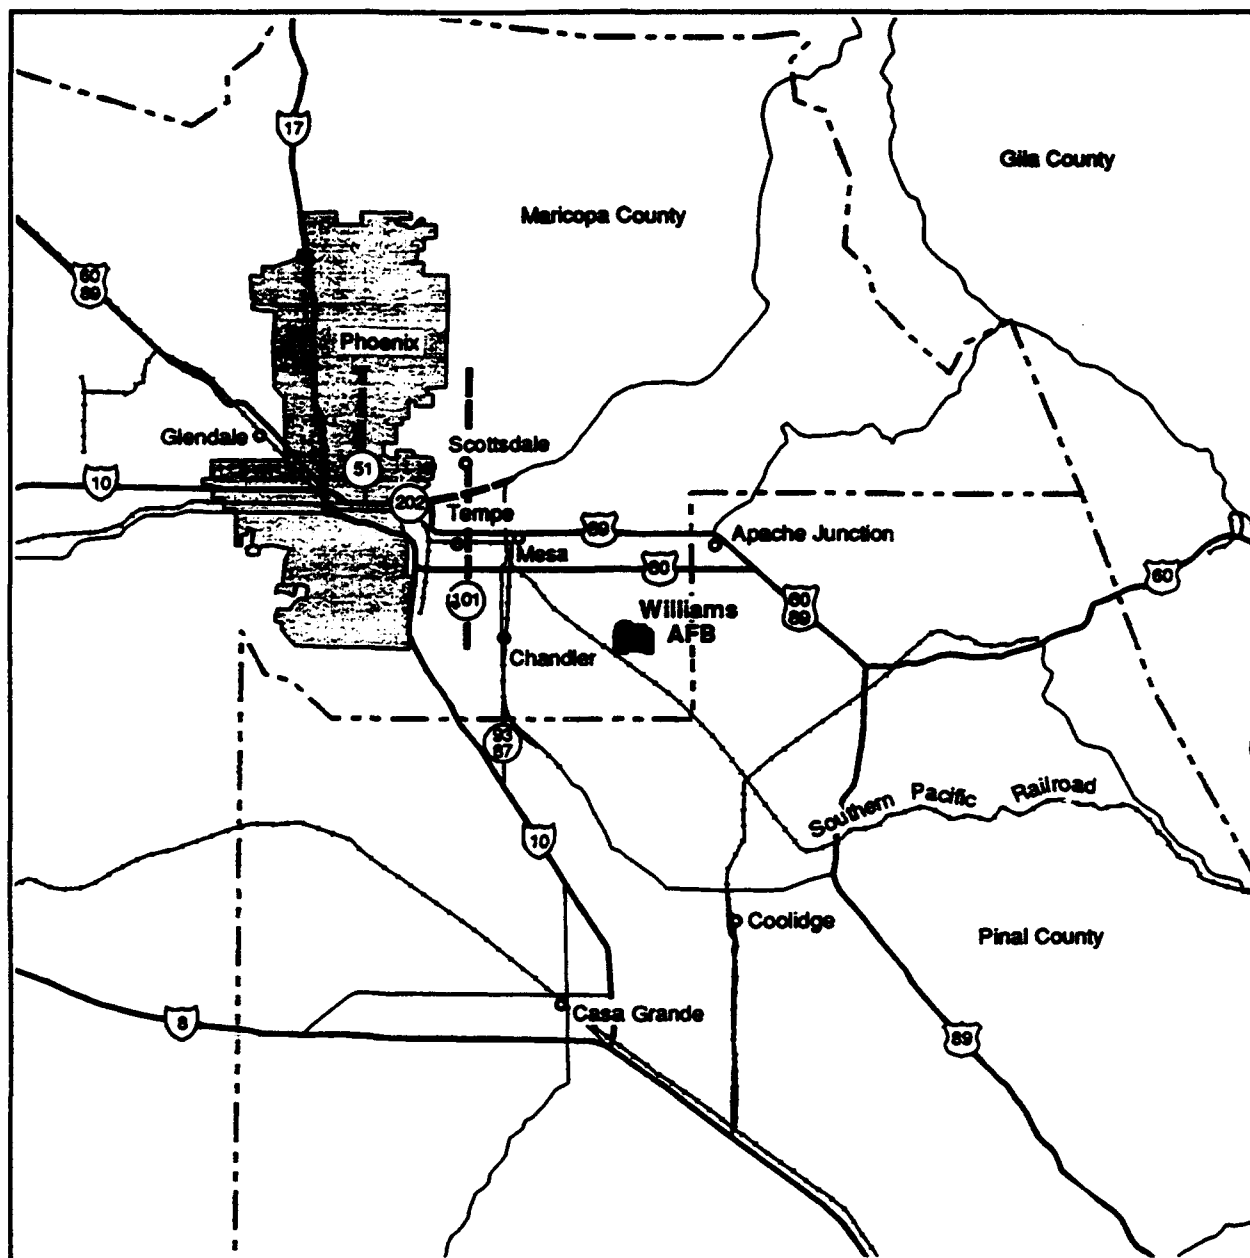 17
Gila County
Maricopa County
60
89
Phoenix
Glendale
Scottsdale
51
10
202
Tempe
89
Apache Junction
Mesa
60
60
101
Williams
AFB
60
89
Chandler
93
87
Southern Pacific Railroad
10
Coolidge
Pinal County
Casa Grande
8
89